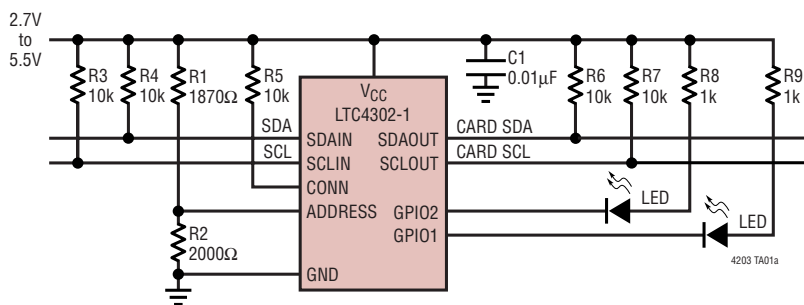 2.7V
to
5.5V
R3
10k
R4
10k
R1
1870Ω
R5
10k
C1
0.01µF
R6
10k
R7
10k
R8
1k
R9
1k
VCC
LTC4302-1
SDA
SDAIN
SDAOUT
CARD SDA
SCL
SCLIN
SCLOUT
CARD SCL
CONN
ADDRESS
GPIO2
LED
GPIO1
LED
R2
2000Ω
GND
4203 TA01a